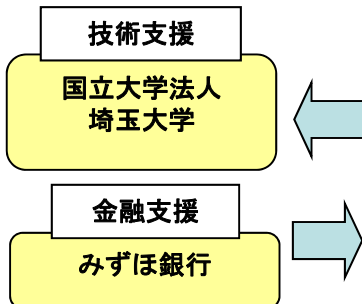 技術支援
国立大学法人
埼玉大学
金融支援
みずほ銀行